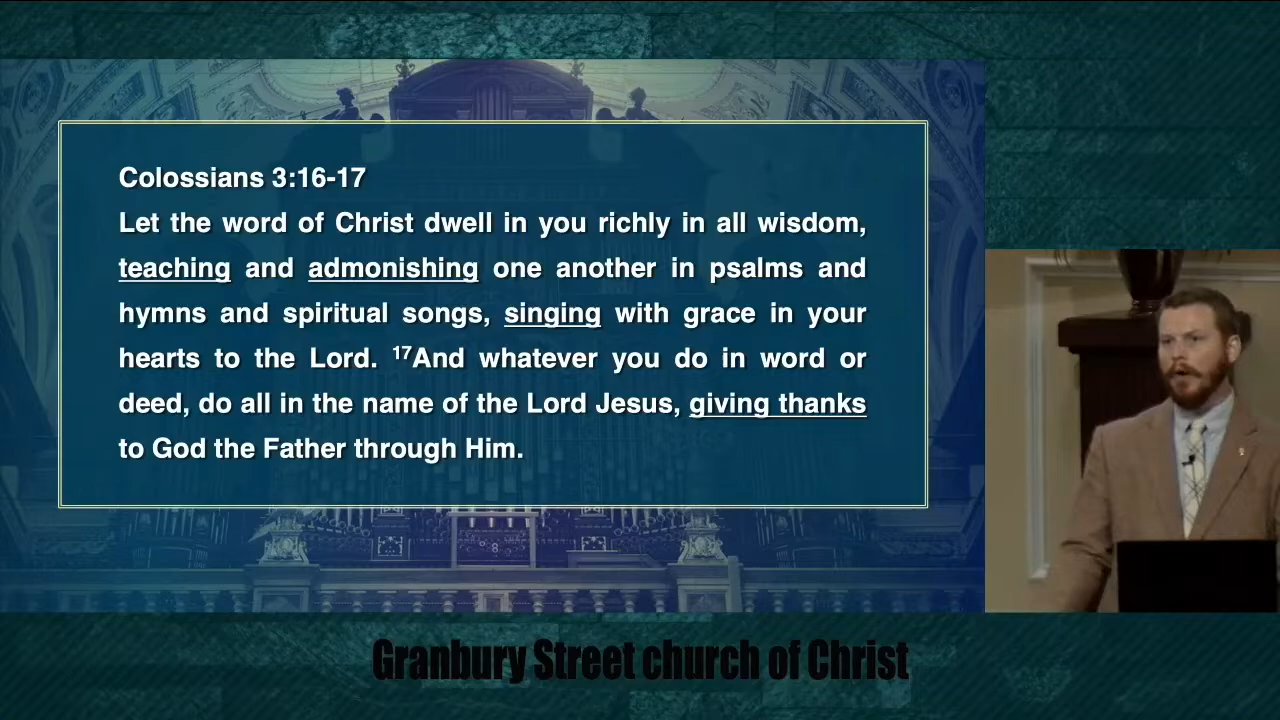 Colossians 3:16-17
Let the word of Christ dwell in you richly in all wisdom,
teaching and admonishing one another in psalms and
hymns and spiritual songs, singing with grace in your
hearts to the Lord. ¹⁷And whatever you do in word or
deed, do all in the name of the Lord Jesus, giving thanks
to God the Father through Him.
8
Granbury Street church of Christ